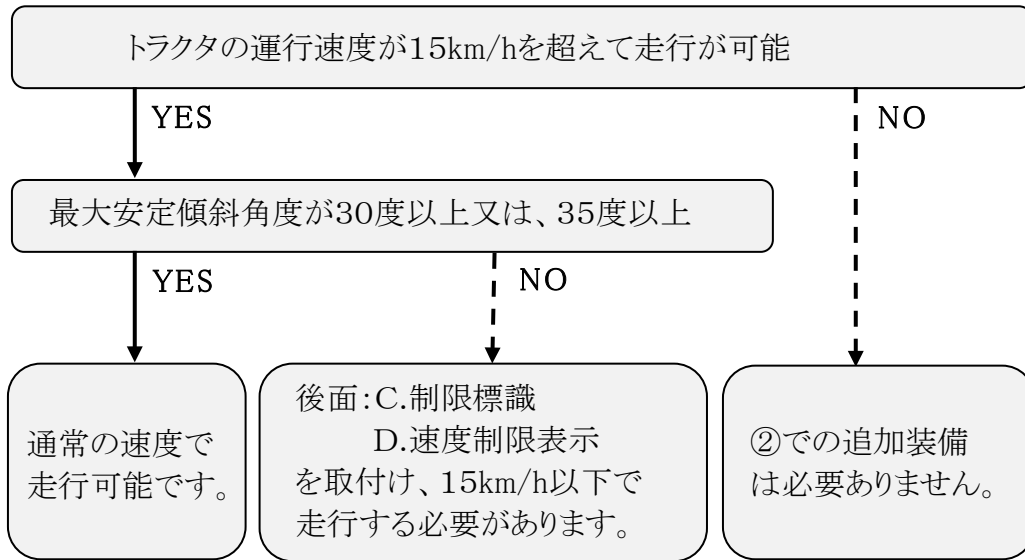 トラクタの運行速度が15km/hを超えて走行が可能
YES
NO
最大安定傾斜角度が30度以上又は、35度以上
YES
NO
通常の速度で
走行可能です。
後面:C.制限標識
D.速度制限表示
を取付け、15km/h以下で
走行する必要があります。
②での追加装備
は必要ありません。